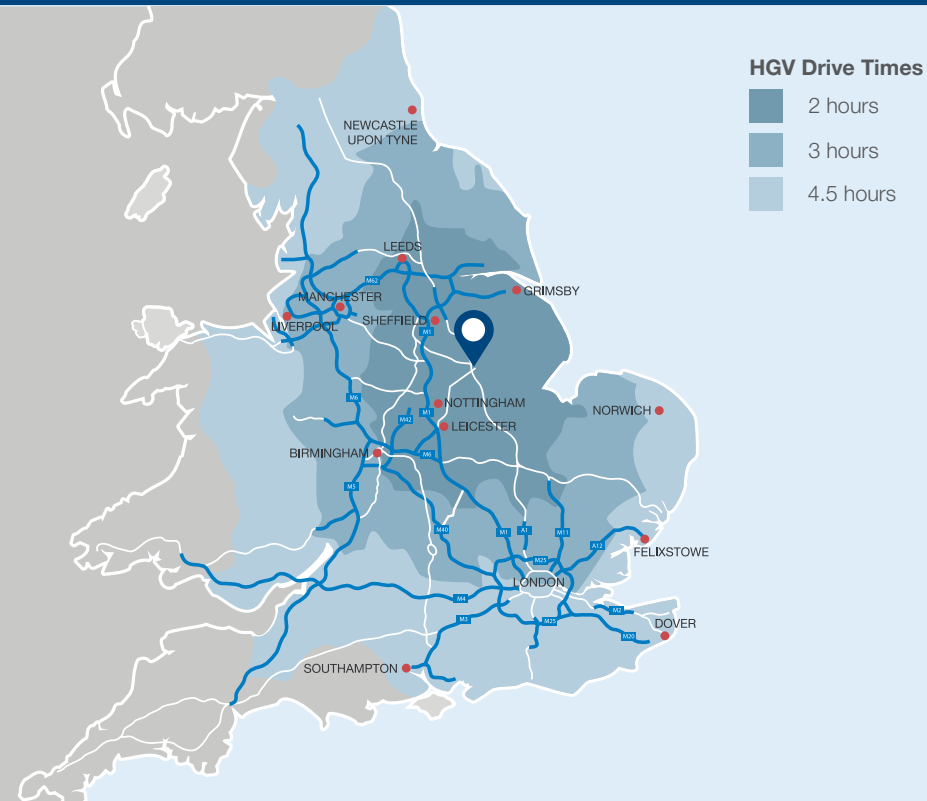 HGV Drive Times
2 hours
3 hours
4.5 hours
NEWCASTLE
UPON TYNE
LEEDS
M62
GRIMSBY
MANCHESTER
LIVERPOOL
SHEFFIELD
M1
M6
NOTTINGHAM
NORWICH
M1
M42
LEICESTER
BIRMINGHAM
M6
M5
M40
M1
A1
M11
A12
FELIXSTOWE
M25
LONDON
M4
M2
M3
M25
DOVER
M20
SOUTHAMPTON